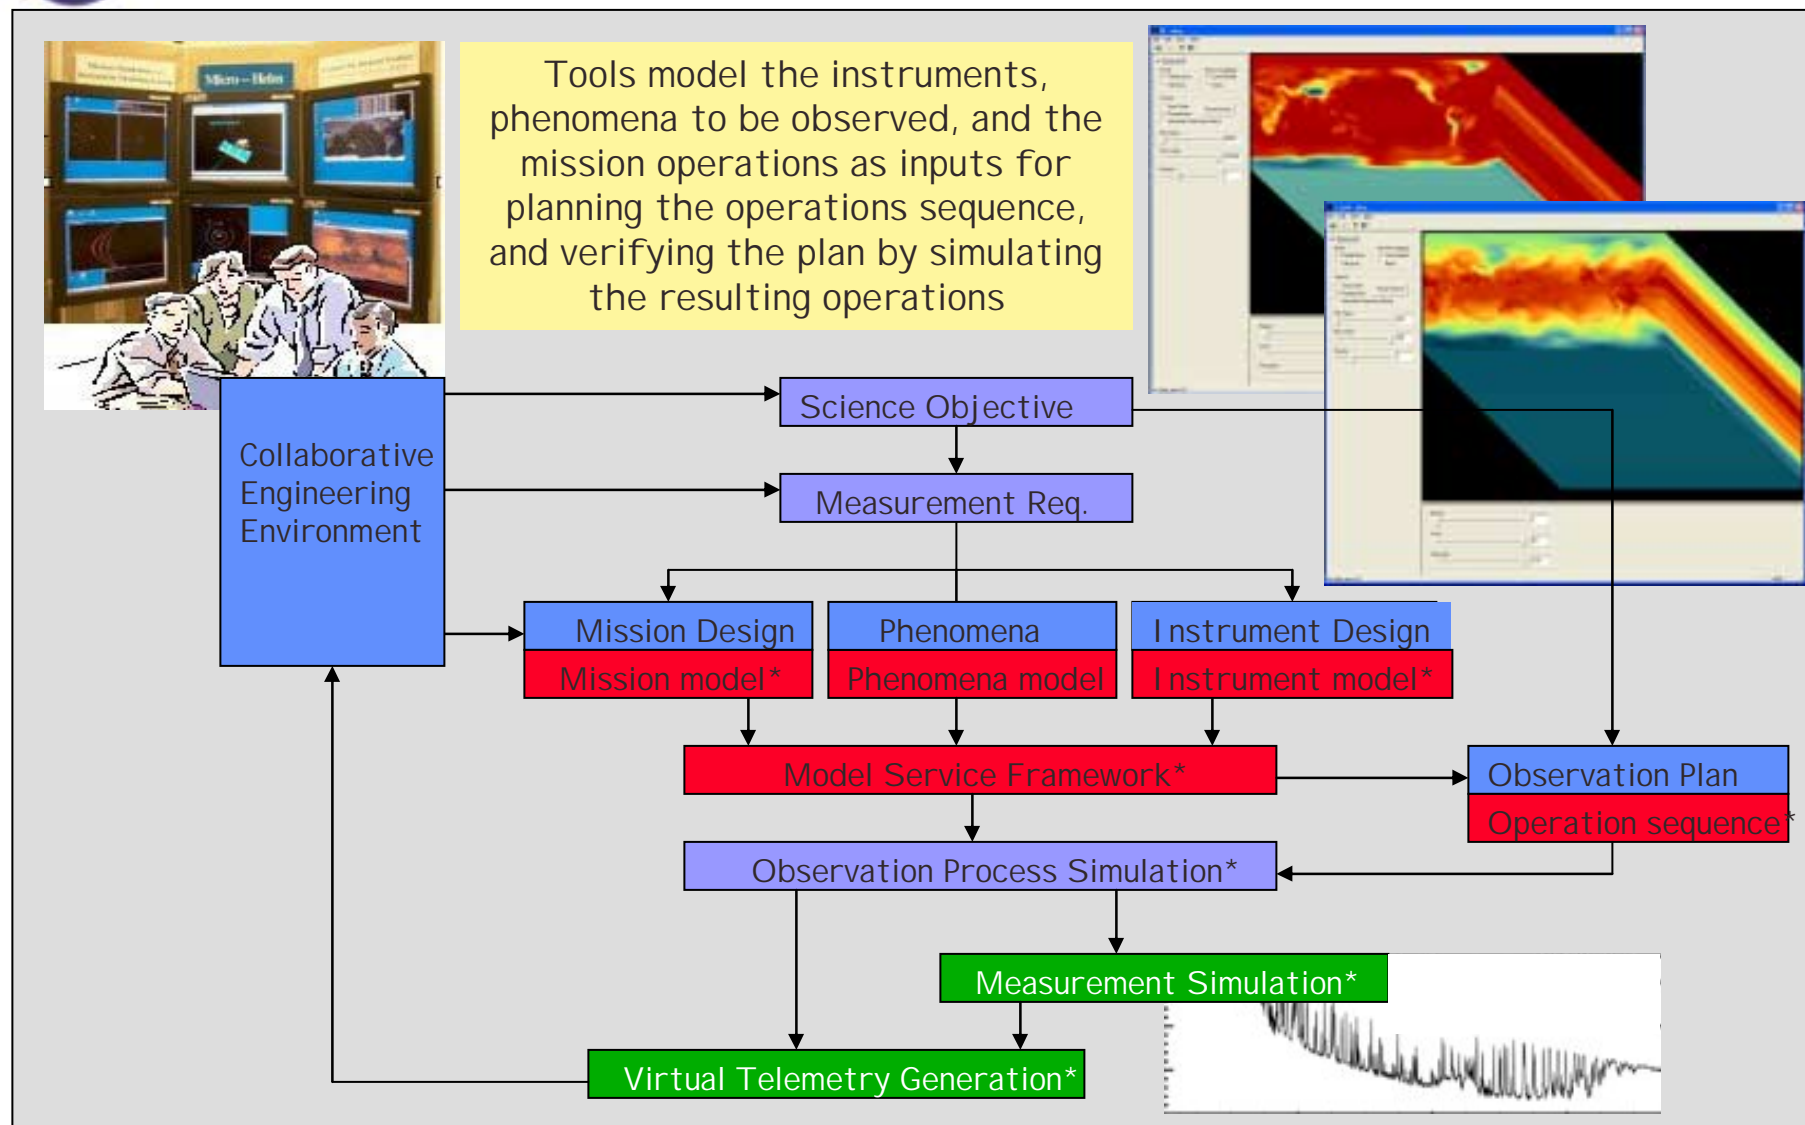 Micro-Helm
Tools model the instruments,
phenomena to be observed, and the
mission operations as inputs for
planning the operations sequence,
and verifying the plan by simulating
the resulting operations
Science Objective
Collaborative
Engineering
Environment
Measurement Req.
Mission Design
Phenomena
Instrument Design
Mission model*
Phenomena model
Instrument model*
Model Service Framework*
Observation Plan
Operation sequence*
Observation Process Simulation*
Measurement Simulation*
Virtual Telemetry Generation*